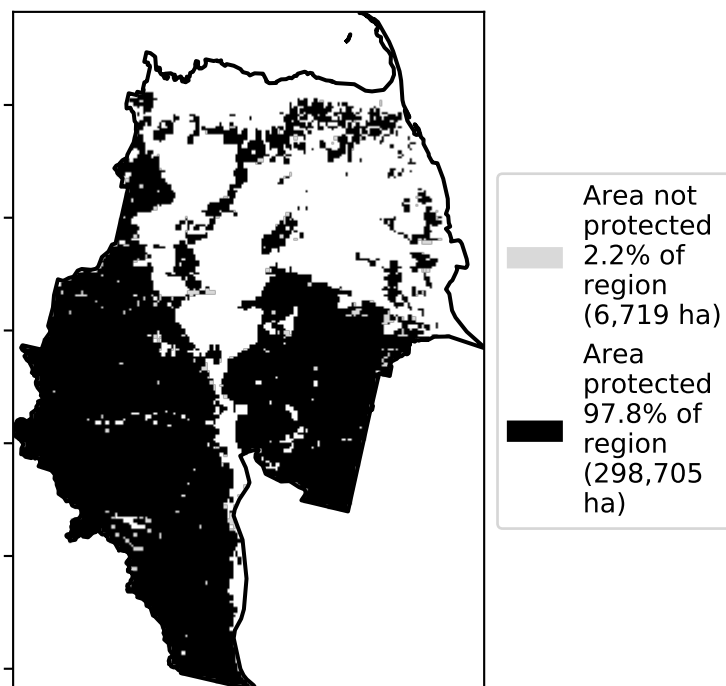 Area not
protected
2.2% of
region
(6,719 ha)
Area
protected
97.8% of
region
(298,705
ha)